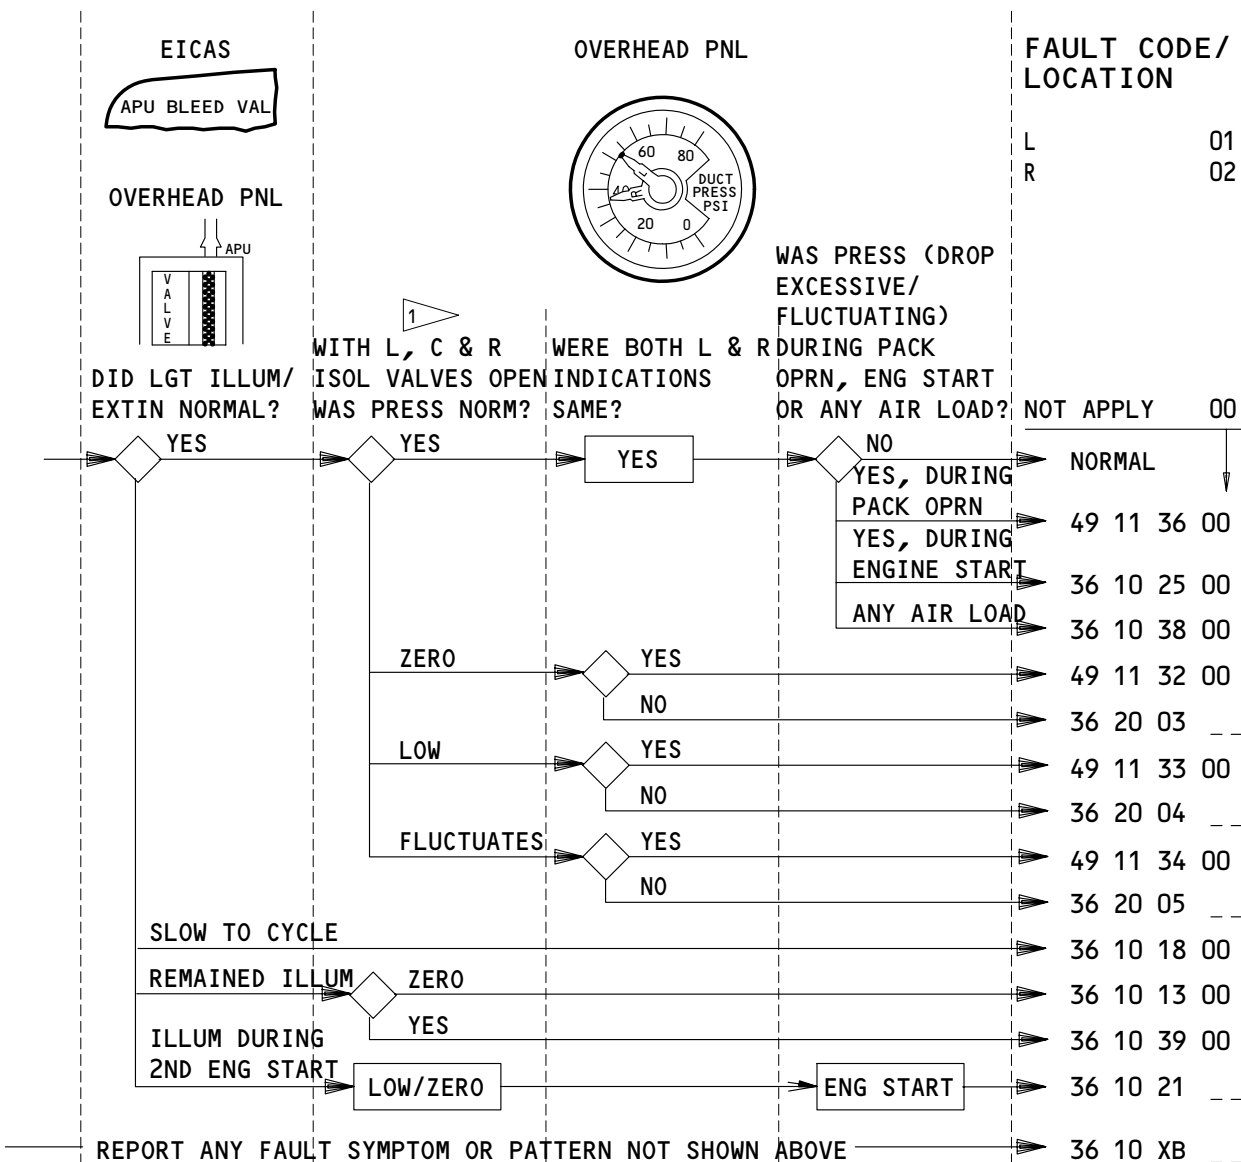 EICAS
APU BLEED VAL
OVERHEAD PNL
APU
VALVE
DID LGT ILLUM/
EXTIN NORMAL?
1
WITH L, C & R
ISOL VALVES OPEN
WAS PRESS NORM?
OVERHEAD PNL
60 80
DUCT
PRESS
PSI
40
L
R
20 0
WERE BOTH L & R
INDICATIONS
SAME?
WAS PRESS (DROP
EXCESSIVE/
FLUCTUATING)
DURING PACK
OPRN, ENG START
OR ANY AIR LOAD?
FAULT CODE/
LOCATION
L 01
R 02
NOT APPLY 00
YES
YES
YES
NO
NORMAL
YES, DURING
PACK OPRN
49 11 36 00
YES, DURING
ENGINE START
36 10 25 00
ANY AIR LOAD
36 10 38 00
ZERO
YES
49 11 32 00
NO
36 20 03 _ _
LOW
YES
49 11 33 00
NO
36 20 04 _ _
FLUCTUATES
YES
49 11 34 00
NO
36 20 05 _ _
SLOW TO CYCLE
36 10 18 00
REMAINED ILLUM
ZERO
36 10 13 00
YES
36 10 39 00
ILLUM DURING
2ND ENG START
LOW/ZERO
ENG START
36 10 21 _ _
REPORT ANY FAULT SYMPTOM OR PATTERN NOT SHOWN ABOVE
36 10 XB _ _